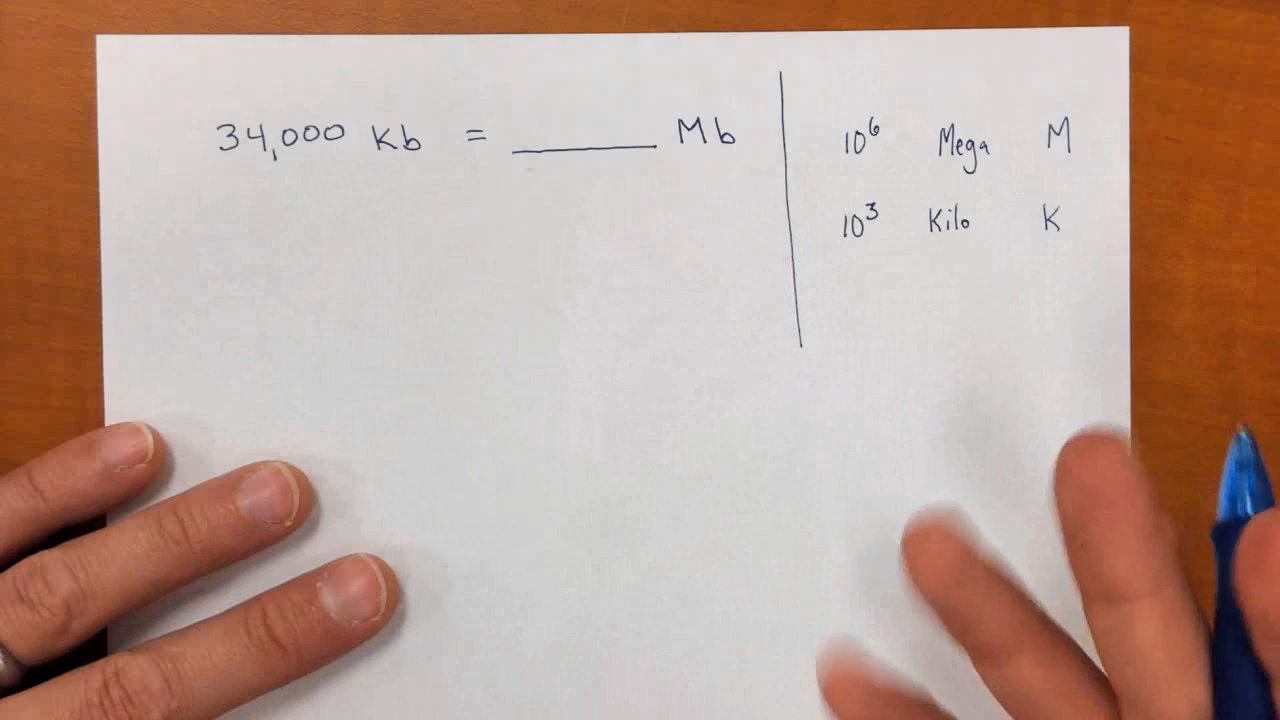 34,000 Kb = ______ Mb
10⁶ Mega M
10³ Kilo K